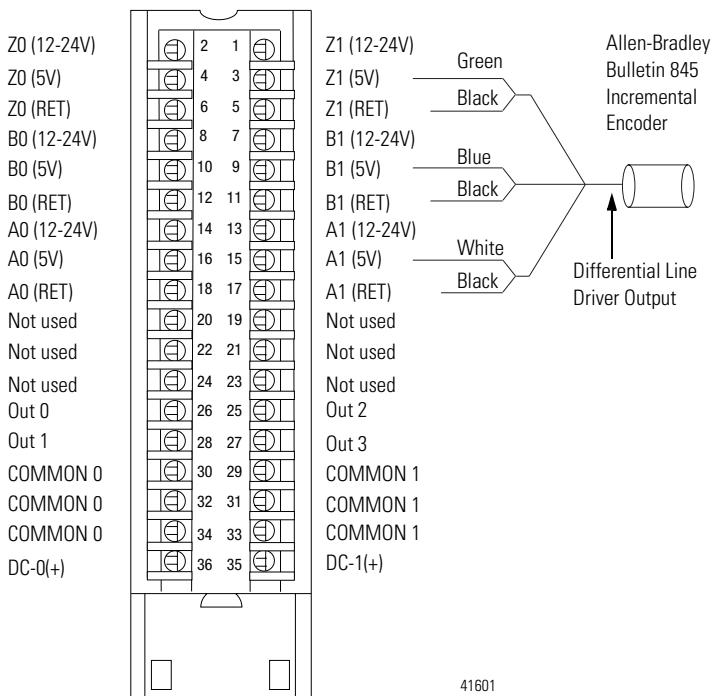 Z0 (12-24V) 2 1 Z1 (12-24V)
Z0 (5V) 4 3 Z1 (5V)
Z0 (RET) 6 5 Z1 (RET)
B0 (12-24V) 8 7 B1 (12-24V)
B0 (5V) 10 9 B1 (5V)
B0 (RET) 12 11 B1 (RET)
A0 (12-24V) 14 13 A1 (12-24V)
A0 (5V) 16 15 A1 (5V)
A0 (RET) 18 17 A1 (RET)
Not used 20 19 Not used
Not used 22 21 Not used
Not used 24 23 Not used
Out 0 26 25 Out 2
Out 1 28 27 Out 3
COMMON 0 30 29 COMMON 1
COMMON 0 32 31 COMMON 1
COMMON 0 34 33 COMMON 1
DC-0(+) 36 35 DC-1(+)
Green
Black
Blue
Black
White
Black
Allen-Bradley
Bulletin 845
Incremental
Encoder
Differential Line
Driver Output
41601